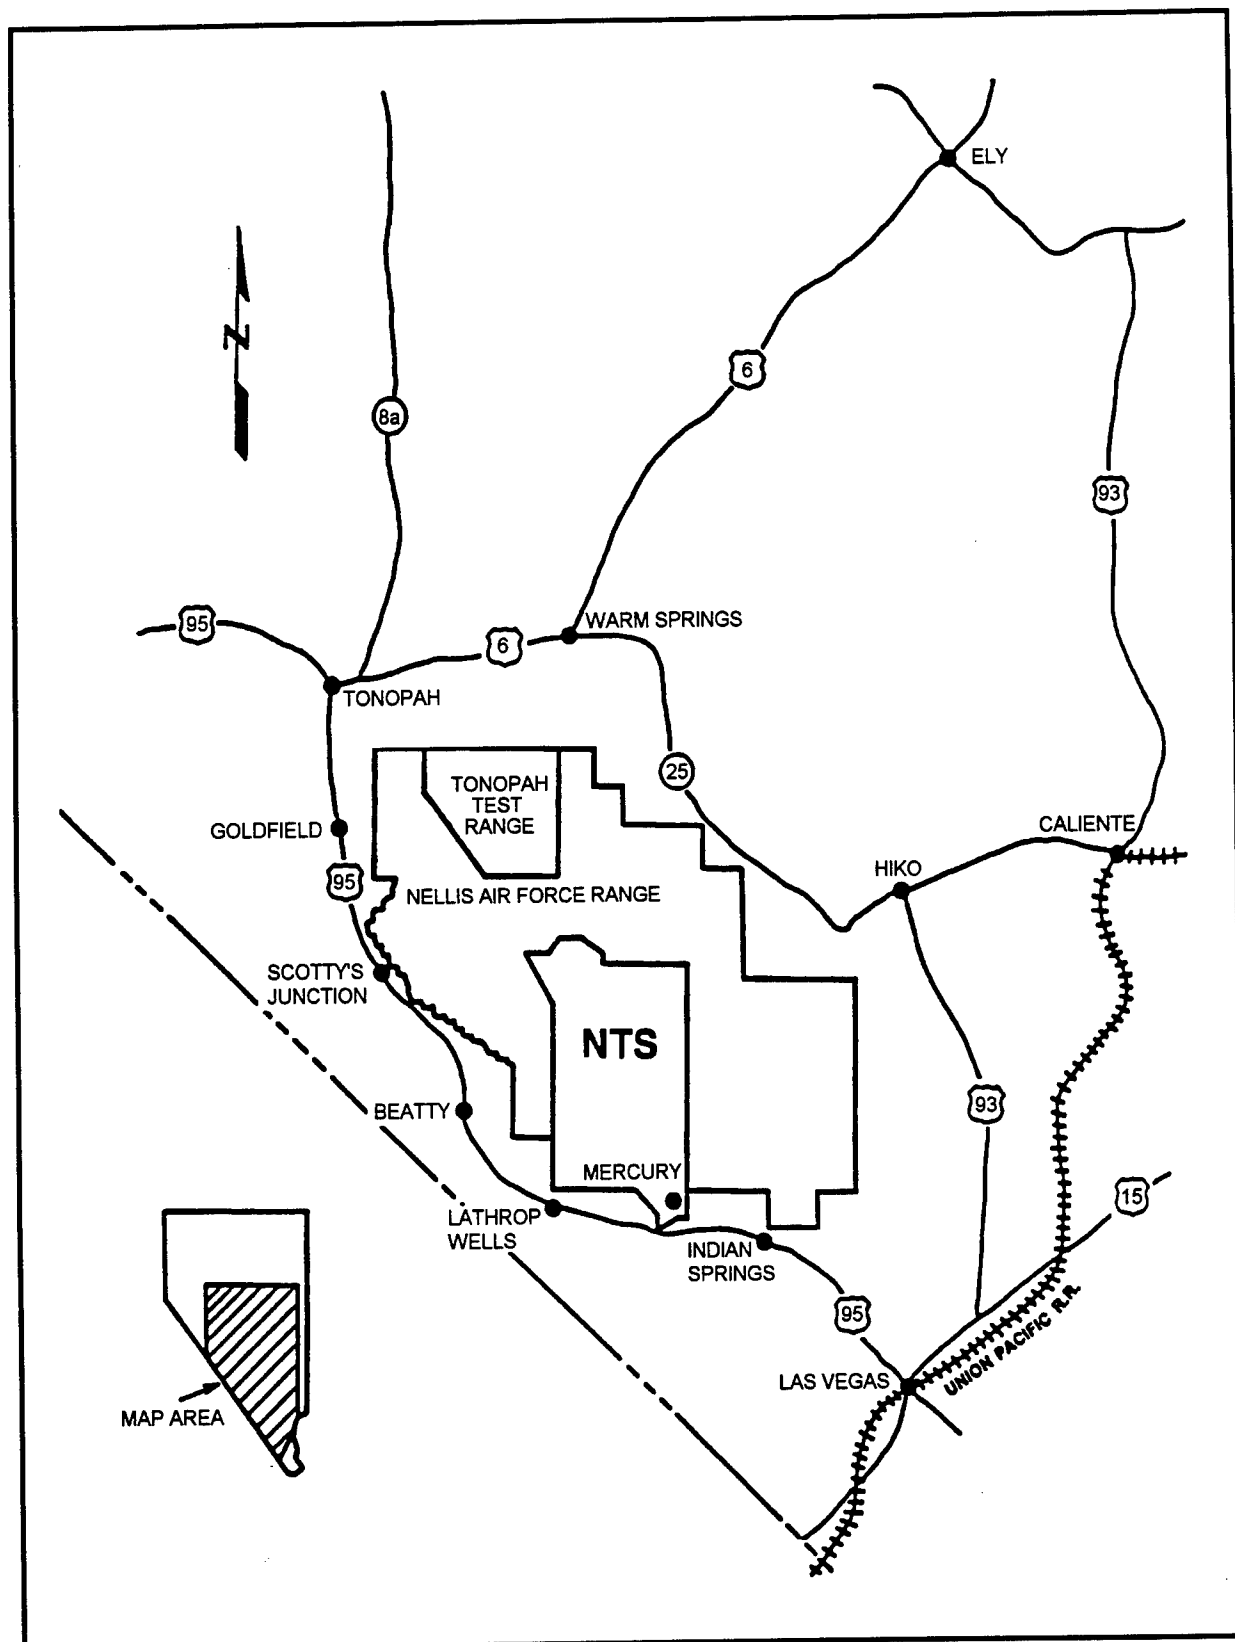 ELY
N
6
8a
93
95
WARM SPRINGS
6
TONOPAH
25
TONOPAH
TEST
RANGE
GOLDFIELD
CALIENTE
HIKO
95
NELLIS AIR FORCE RANGE
SCOTTY'S
JUNCTION
NTS
BEATTY
93
MERCURY
15
LATHROP
WELLS
INDIAN
SPRINGS
95
UNION PACIFIC R.R.
LAS VEGAS
MAP AREA